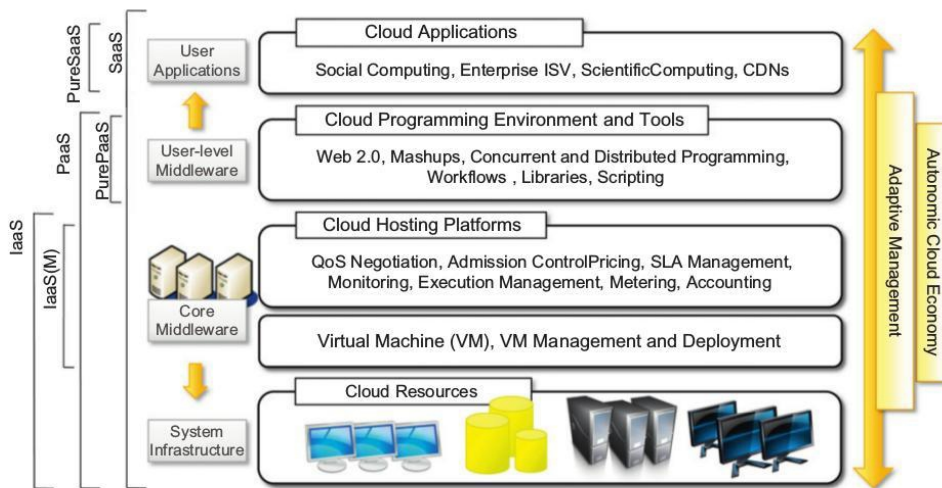 PureSaaS
SaaS
User
Applications
Cloud Applications
Social Computing, Enterprise ISV, ScientificComputing, CDNs
PaaS
PurePaaS
User-level
Middleware
Cloud Programming Environment and Tools
Web 2.0, Mashups, Concurrent and Distributed Programming,
Workflows , Libraries, Scripting
IaaS
IaaS(M)
Core
Middleware
Cloud Hosting Platforms
QoS Negotiation, Admission ControlPricing, SLA Management,
Monitoring, Execution Management, Metering, Accounting
Virtual Machine (VM), VM Management and Deployment
System
Infrastructure
Cloud Resources
Adaptive Management
Autonomic Cloud Economy